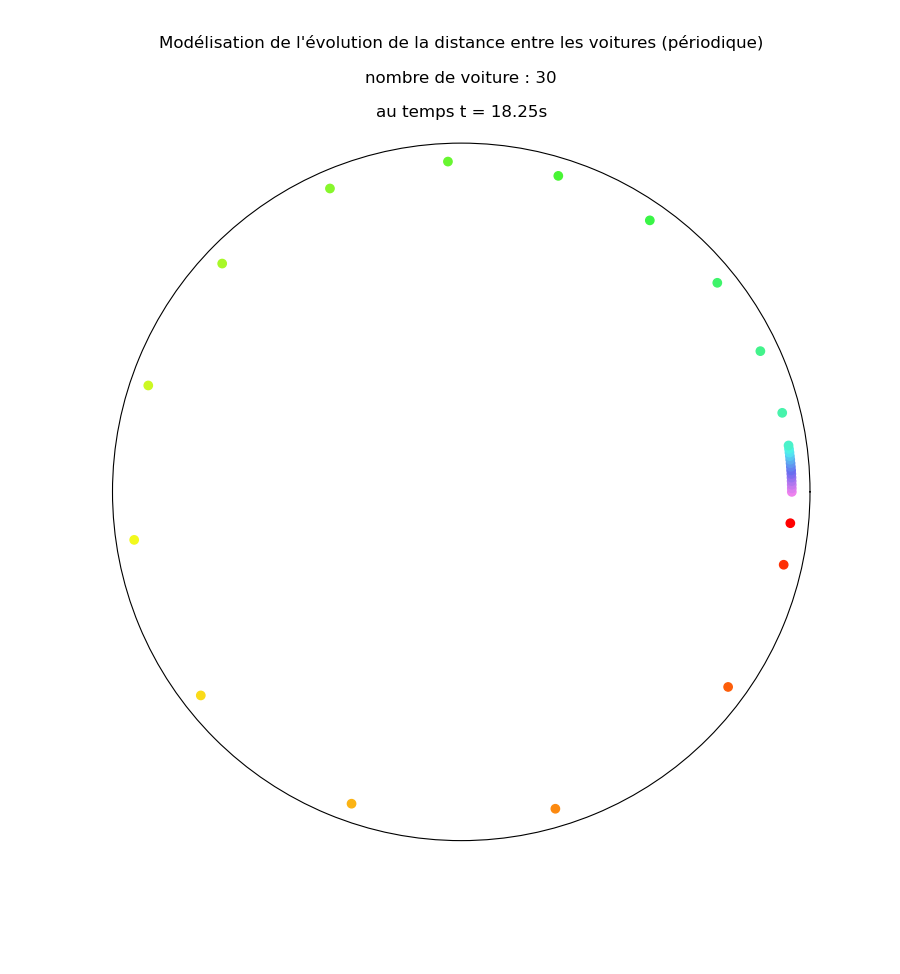 Modélisation de l'évolution de la distance entre les voitures (périodique)
nombre de voiture : 30
au temps t = 18.25s